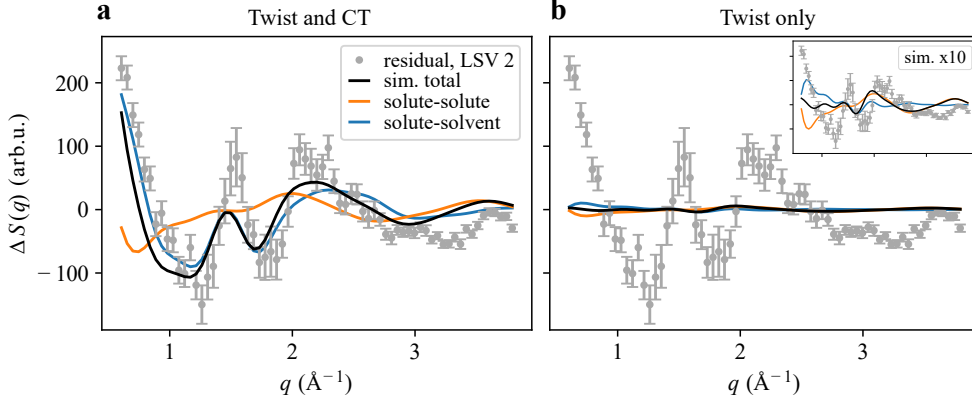 a
Twist and CT
b
Twist only
residual, LSV 2
sim. total
solute-solute
solute-solvent
sim. x10
200
100
0
−100
Δ S(q) (arb.u.)
1
2
3
q (Å⁻¹)
1
2
3
q (Å⁻¹)